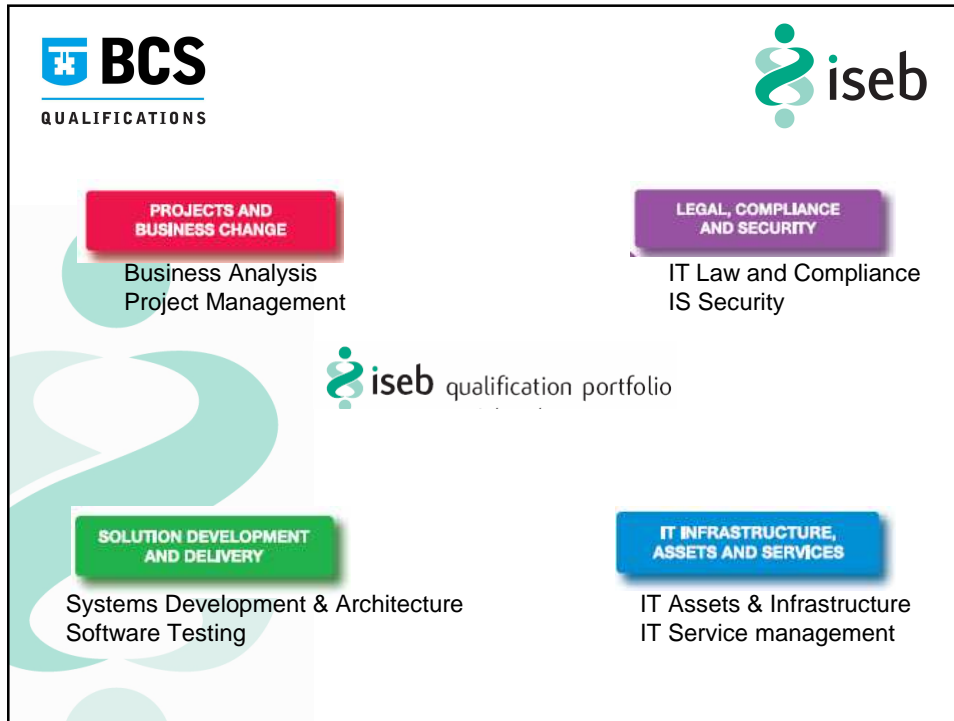 BCS
QUALIFICATIONS
iseb
PROJECTS AND
BUSINESS CHANGE
Business Analysis
Project Management
LEGAL, COMPLIANCE
AND SECURITY
IT Law and Compliance
IS Security
iseb qualification portfolio
SOLUTION DEVELOPMENT
AND DELIVERY
Systems Development & Architecture
Software Testing
IT INFRASTRUCTURE,
ASSETS AND SERVICES
IT Assets & Infrastructure
IT Service management